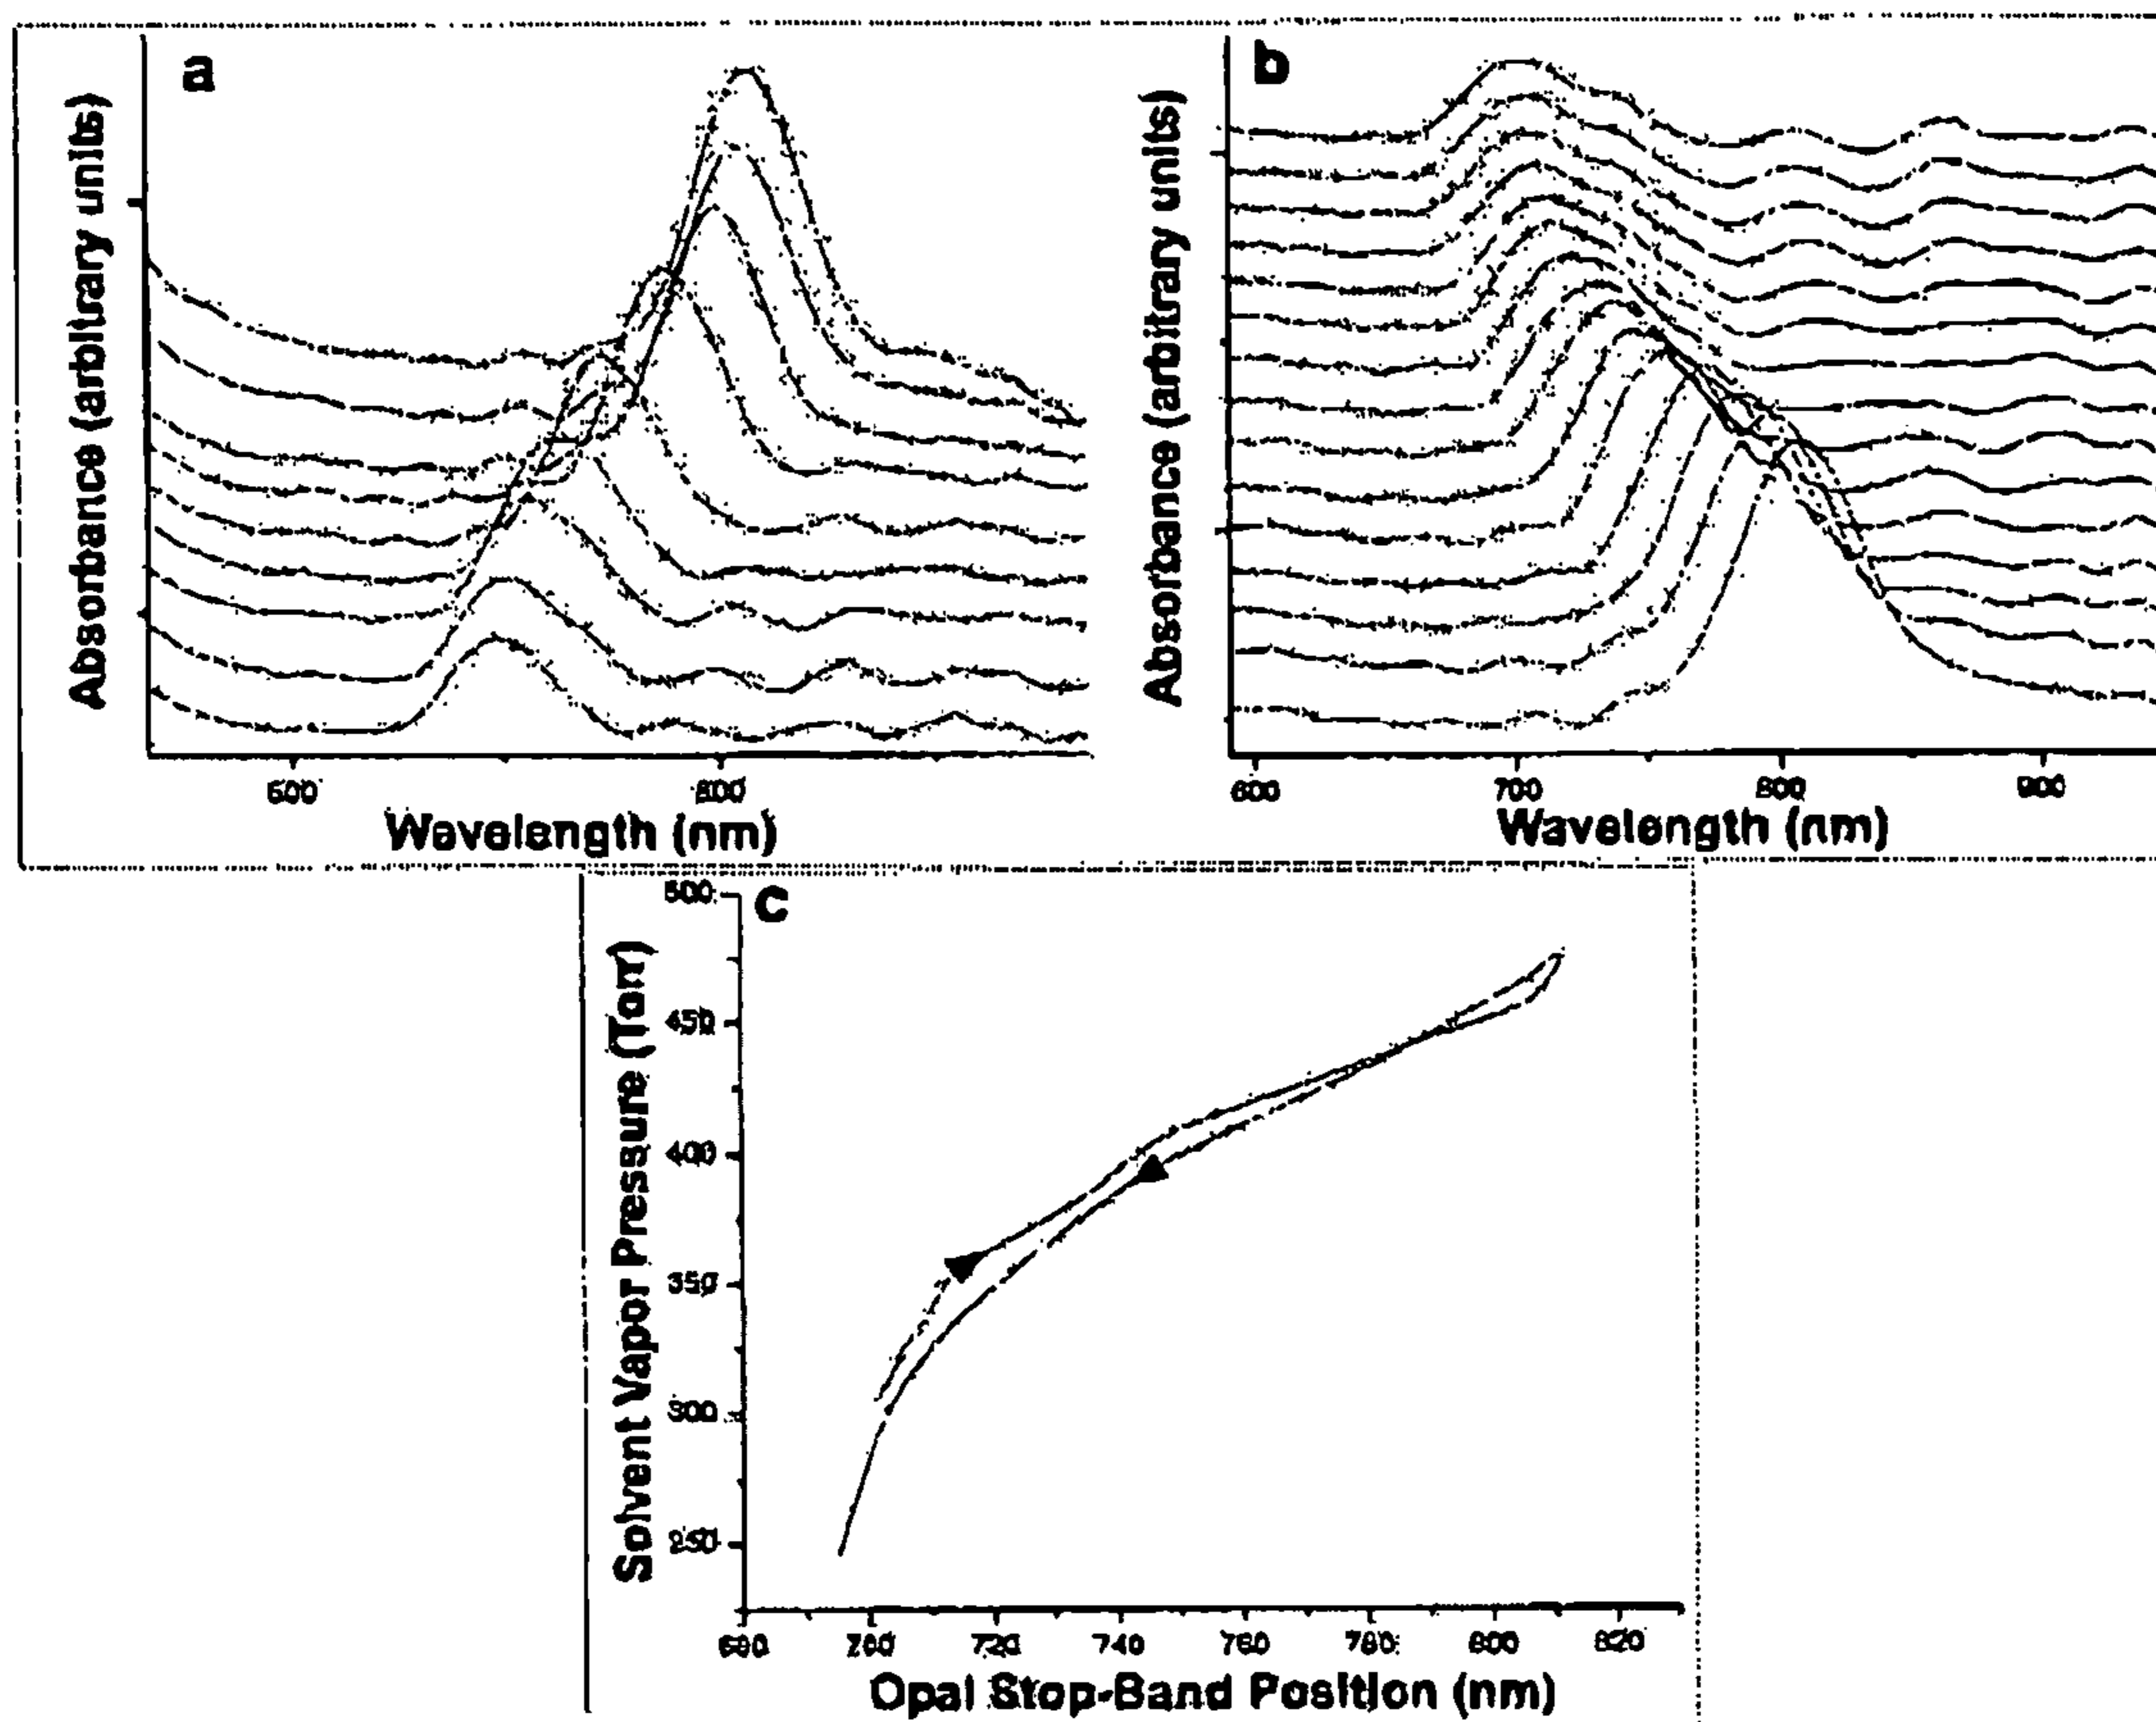 a
Absorbance (arbitrary units)
600
800
Wavelength (nm)
b
Absorbance (arbitrary units)
600
700
800
900
Wavelength (nm)
c
500
450
400
350
300
250
Solvent Vapor Pressure (Torr)
680
700
720
740
760
780
800
820
Opal Stop-Band Position (nm)